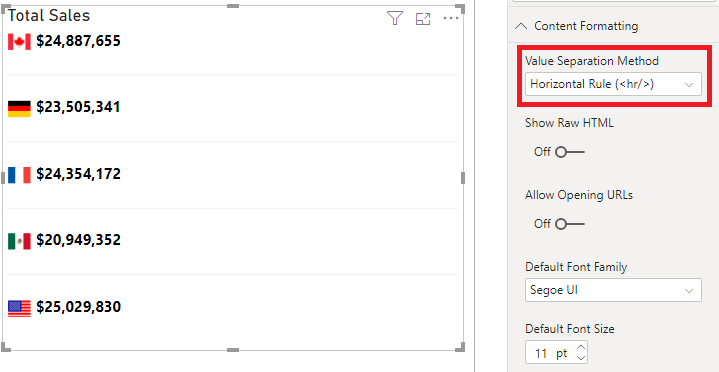 Total Sales
$24,887,655
$23,505,341
$24,354,172
$20,949,352
$25,029,830
Content Formatting
Value Separation Method
Horizontal Rule (<hr/>)
Show Raw HTML
Off
Allow Opening URLs
Off
Default Font Family
Segoe UI
Default Font Size
11 pt